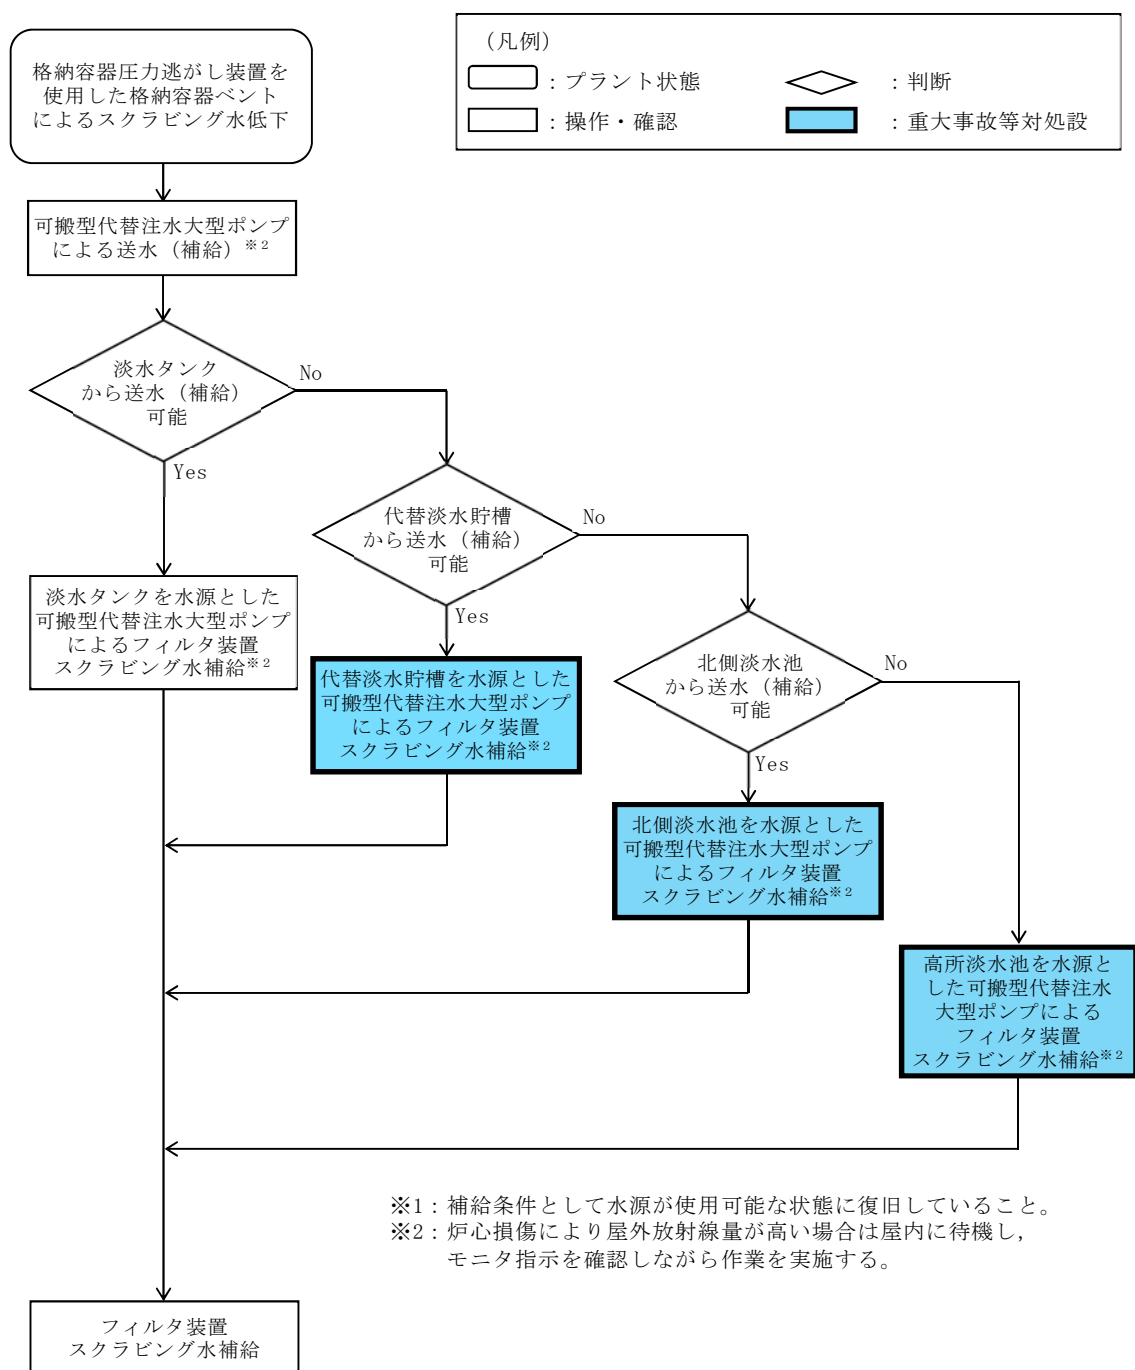 格納容器圧力逃がし装置を
使用した格納容器ベント
によるスクラビング水低下
（凡例）
：プラント状態
：判断
：操作・確認
：重大事故等対処設
可搬型代替注水大型ポンプ
による送水（補給）※2
淡水タンク
から送水（補給）
可能
No
Yes
代替淡水貯槽
から送水（補給）
可能
No
Yes
淡水タンクを水源とした
可搬型代替注水大型ポンプ
によるフィルタ装置
スクラビング水補給※2
北側淡水池
から送水（補給）
可能
No
Yes
代替淡水貯槽を水源とした
可搬型代替注水大型ポンプ
によるフィルタ装置
スクラビング水補給※2
北側淡水池を水源とした
可搬型代替注水大型ポンプ
によるフィルタ装置
スクラビング水補給※2
高所淡水池を水源と
した可搬型代替注水
大型ポンプによる
フィルタ装置
スクラビング水補給※2
※1：補給条件として水源が使用可能な状態に復旧していること。
※2：炉心損傷により屋外放射線量が高い場合は屋内に待機し，
モニタ指示を確認しながら作業を実施する。
フィルタ装置
スクラビング水補給